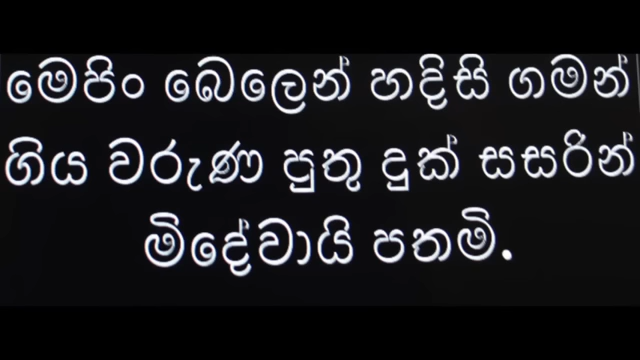 මෙපිං බෙලෙන් හදිසි ගමන්
ගිය වරුණ පුතු දුක් සසරින්
මිදේවායි පතමි.